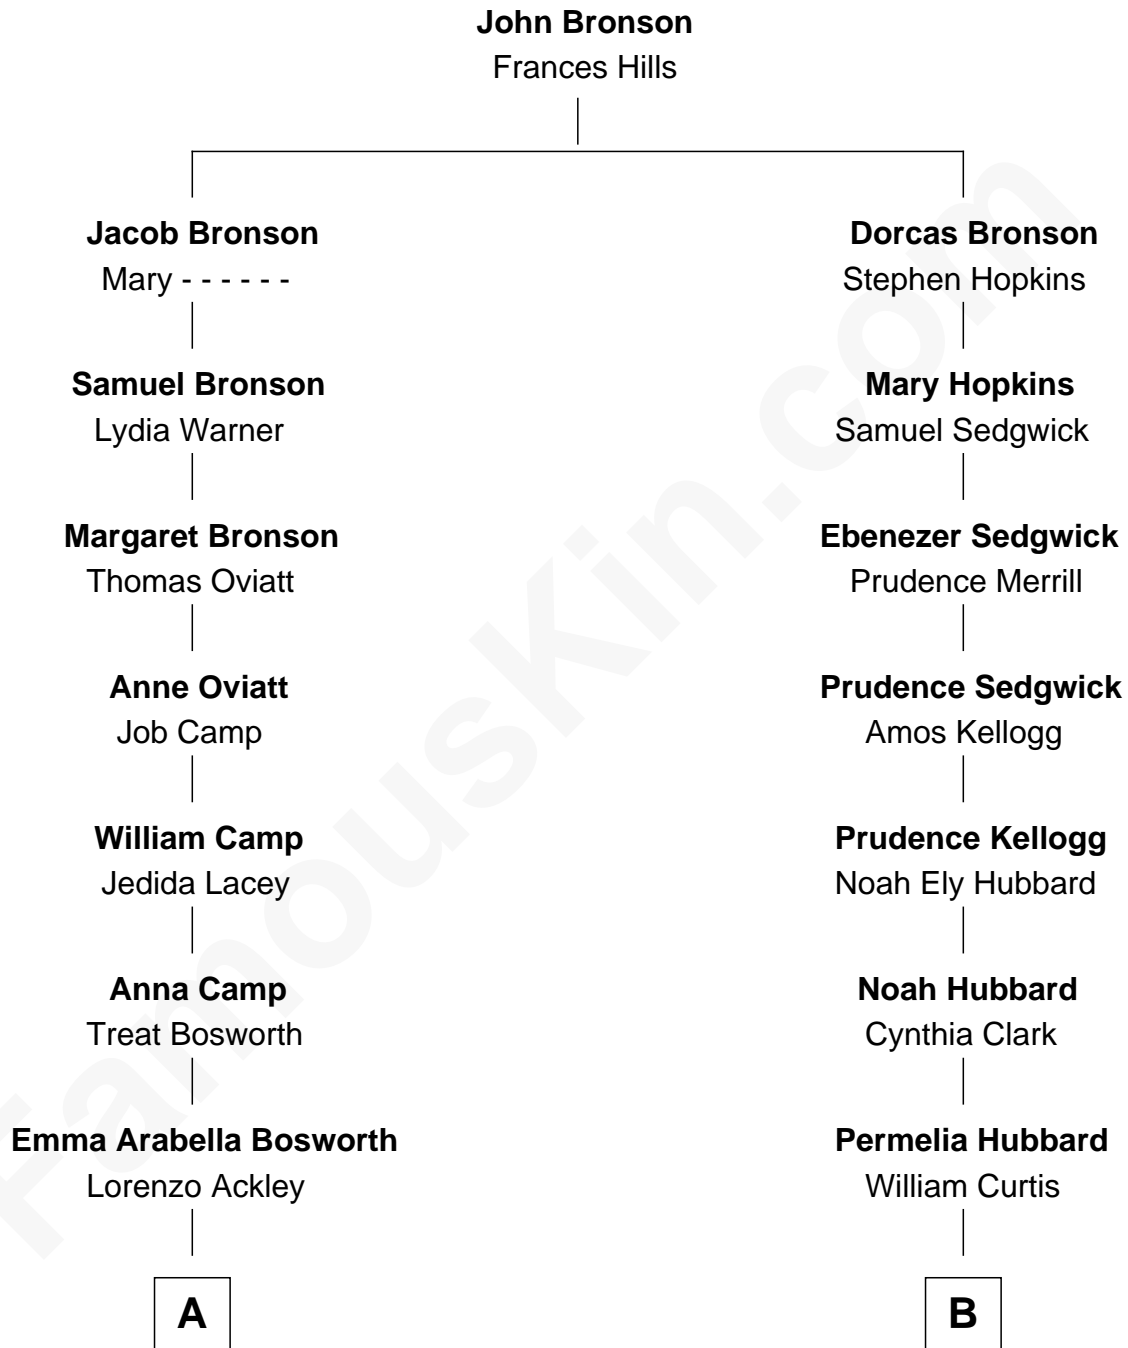 John Bronson
Frances Hills
Jacob Bronson
Mary - - - - - -
Dorcas Bronson
Stephen Hopkins
Samuel Bronson
Lydia Warner
Mary Hopkins
Samuel Sedgwick
Margaret Bronson
Thomas Oviatt
Ebenezer Sedgwick
Prudence Merrill
Anne Oviatt
Job Camp
Prudence Sedgwick
Amos Kellogg
William Camp
Jedida Lacey
Prudence Kellogg
Noah Ely Hubbard
Anna Camp
Treat Bosworth
Noah Hubbard
Cynthia Clark
Emma Arabella Bosworth
Lorenzo Ackley
Permelia Hubbard
William Curtis
A
B
FamousKin.com